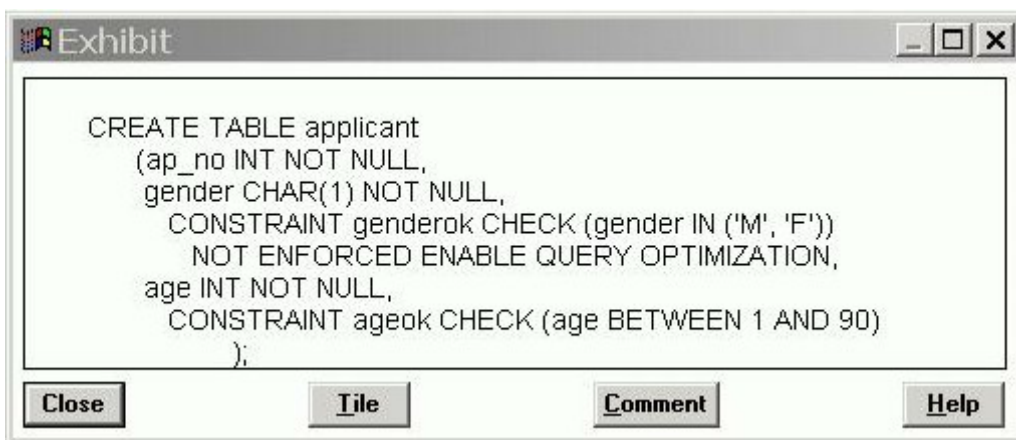 Exhibit
CREATE TABLE applicant
(ap_no INT NOT NULL,
gender CHAR(1) NOT NULL,
CONSTRAINT genderok CHECK (gender IN ('M', 'F'))
NOT ENFORCED ENABLE QUERY OPTIMIZATION,
age INT NOT NULL,
CONSTRAINT ageok CHECK (age BETWEEN 1 AND 90)
);
Close Tile Comment Help